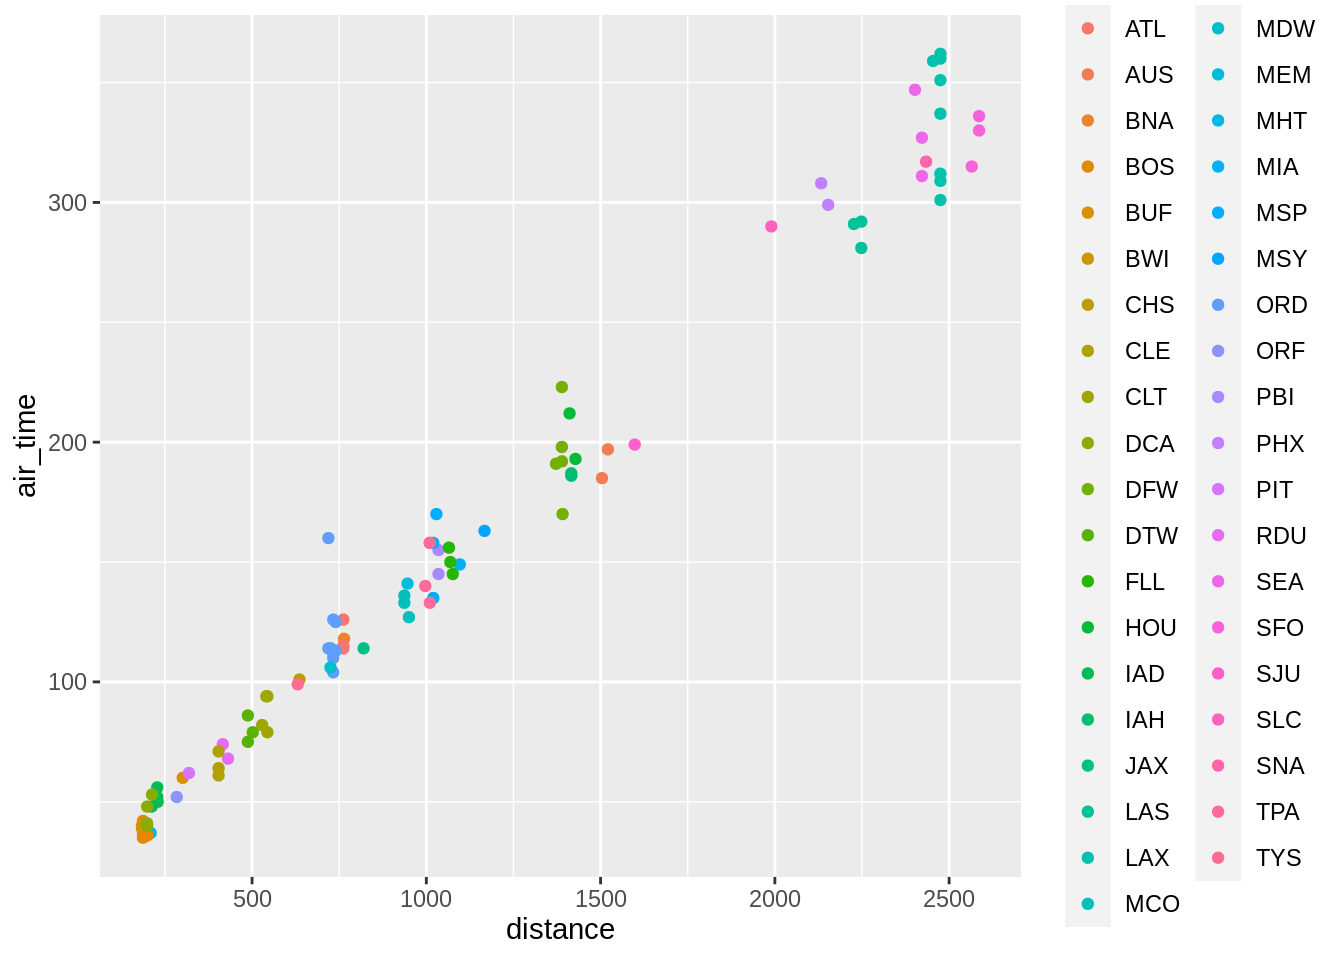 air_time
300
200
100
500
1000
1500
2000
2500
distance
ATL
AUS
BNA
BOS
BUF
BWI
CHS
CLE
CLT
DCA
DFW
DTW
FLL
HOU
IAD
IAH
JAX
LAS
LAX
MCO
MDW
MEM
MHT
MIA
MSP
MSY
ORD
ORF
PBI
PHX
PIT
RDU
SEA
SFO
SJU
SLC
SNA
TPA
TYS